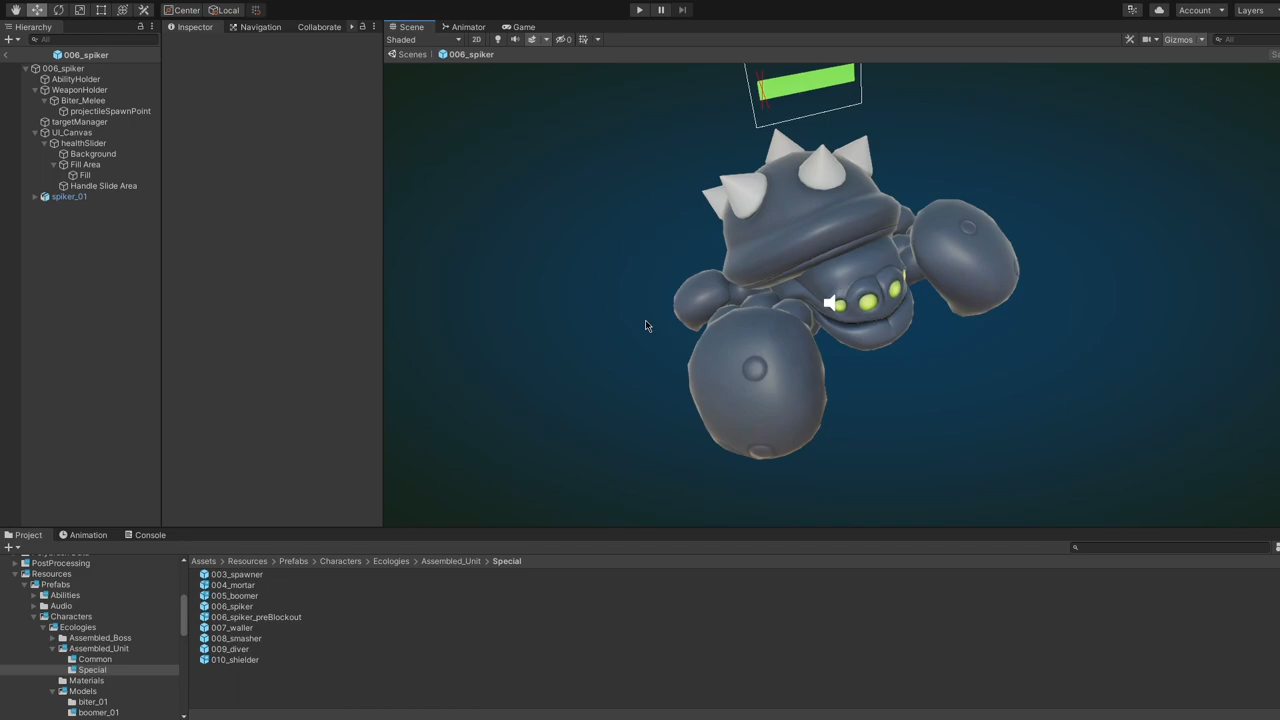 Center Local Account Layers
Hierarchy Inspector Navigation Collaborate Scene Animator Game
All Shaded 2D 0 Gizmos All
006_spiker Scenes 006_spiker
006_spiker
AbilityHolder
WeaponHolder
Biter_Melee
projectileSpawnPoint
targetManager
UI_Canvas
healthSlider
Background
Fill Area
Fill
Handle Slide Area
spiker_01
Project Animation Console
PostProcessing
Resources
Prefabs
Abilities
Audio
Characters
Ecologies
Assembled_Boss
Assembled_Unit
Common
Special
Materials
Models
biter_01
boomer_01
Assets Resources Prefabs Characters Ecologies Assembled_Unit Special
003_spawner
004_mortar
005_boomer
006_spiker
006_spiker_preBlockout
007_waller
008_smasher
009_diver
010_shielder